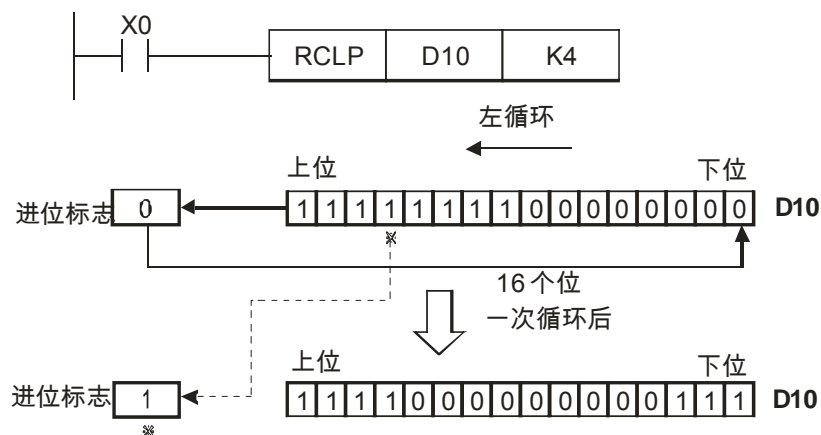 X0
RCLP D10 K4
左循环
上位 下位
进位标志 0 1 1 1 1 1 1 1 1 0 0 0 0 0 0 0 0 D10
※
16个位
一次循环后
上位 下位
进位标志 1 1 1 1 1 0 0 0 0 0 0 0 0 0 1 1 1 D10
※